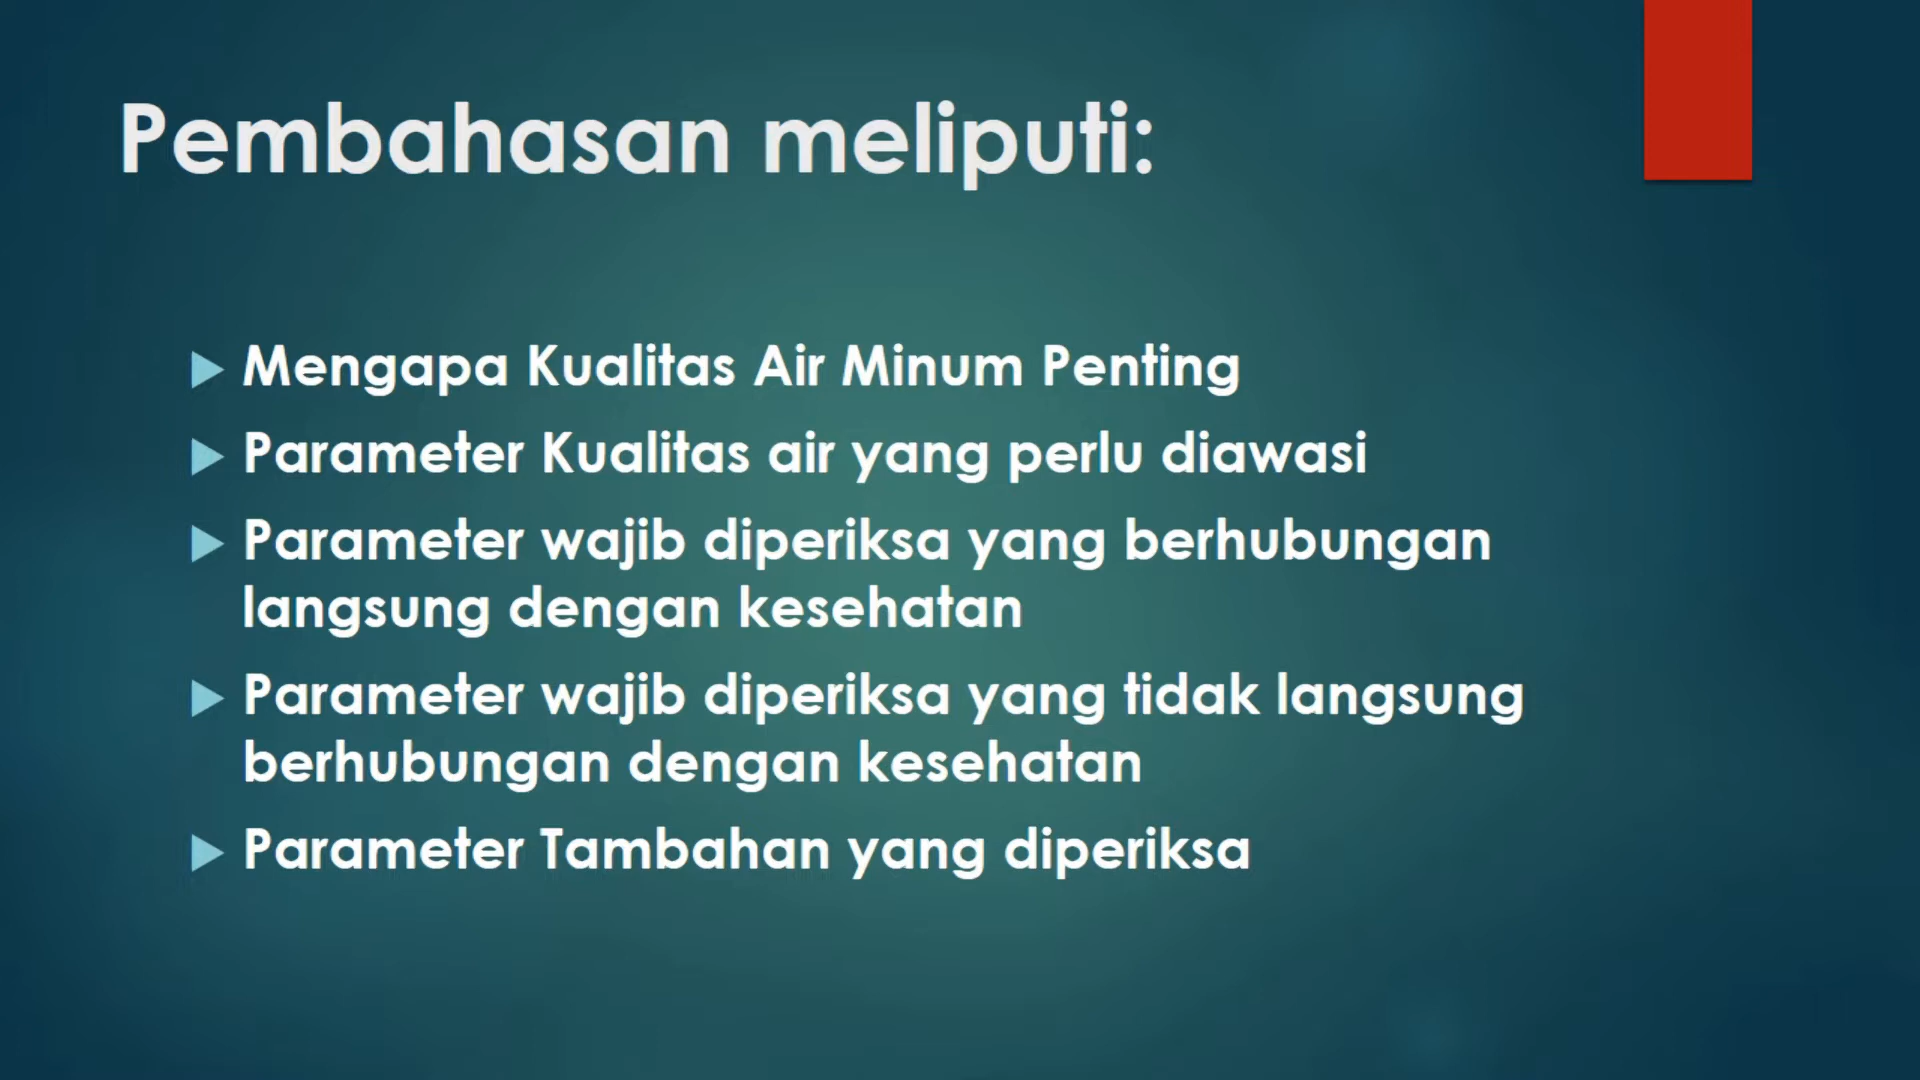 Pembahasan meliputi:
Mengapa Kualitas Air Minum Penting
Parameter Kualitas air yang perlu diawasi
Parameter wajib diperiksa yang berhubungan
langsung dengan kesehatan
Parameter wajib diperiksa yang tidak langsung
berhubungan dengan kesehatan
Parameter Tambahan yang diperiksa